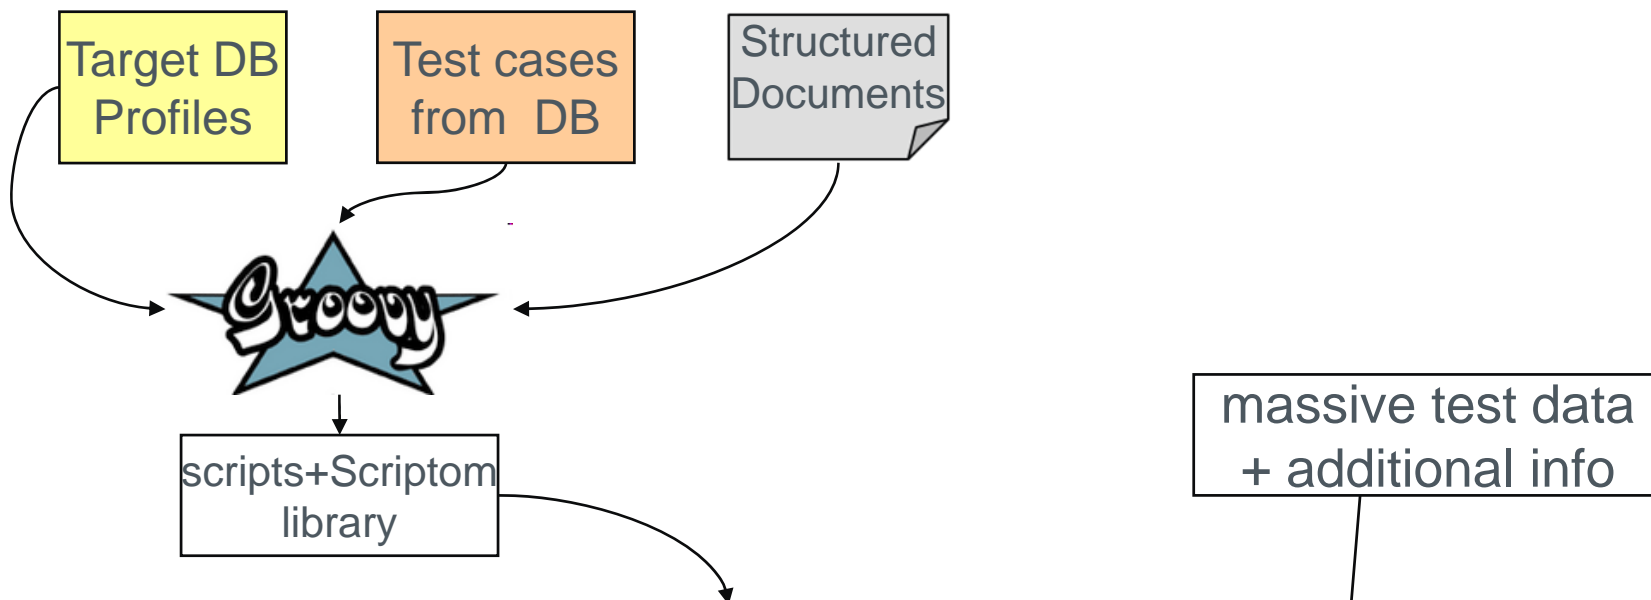 Target DB
Profiles
Test cases
from DB
Structured
Documents
Groovy
scripts+Scriptom
library
massive test data
+ additional info